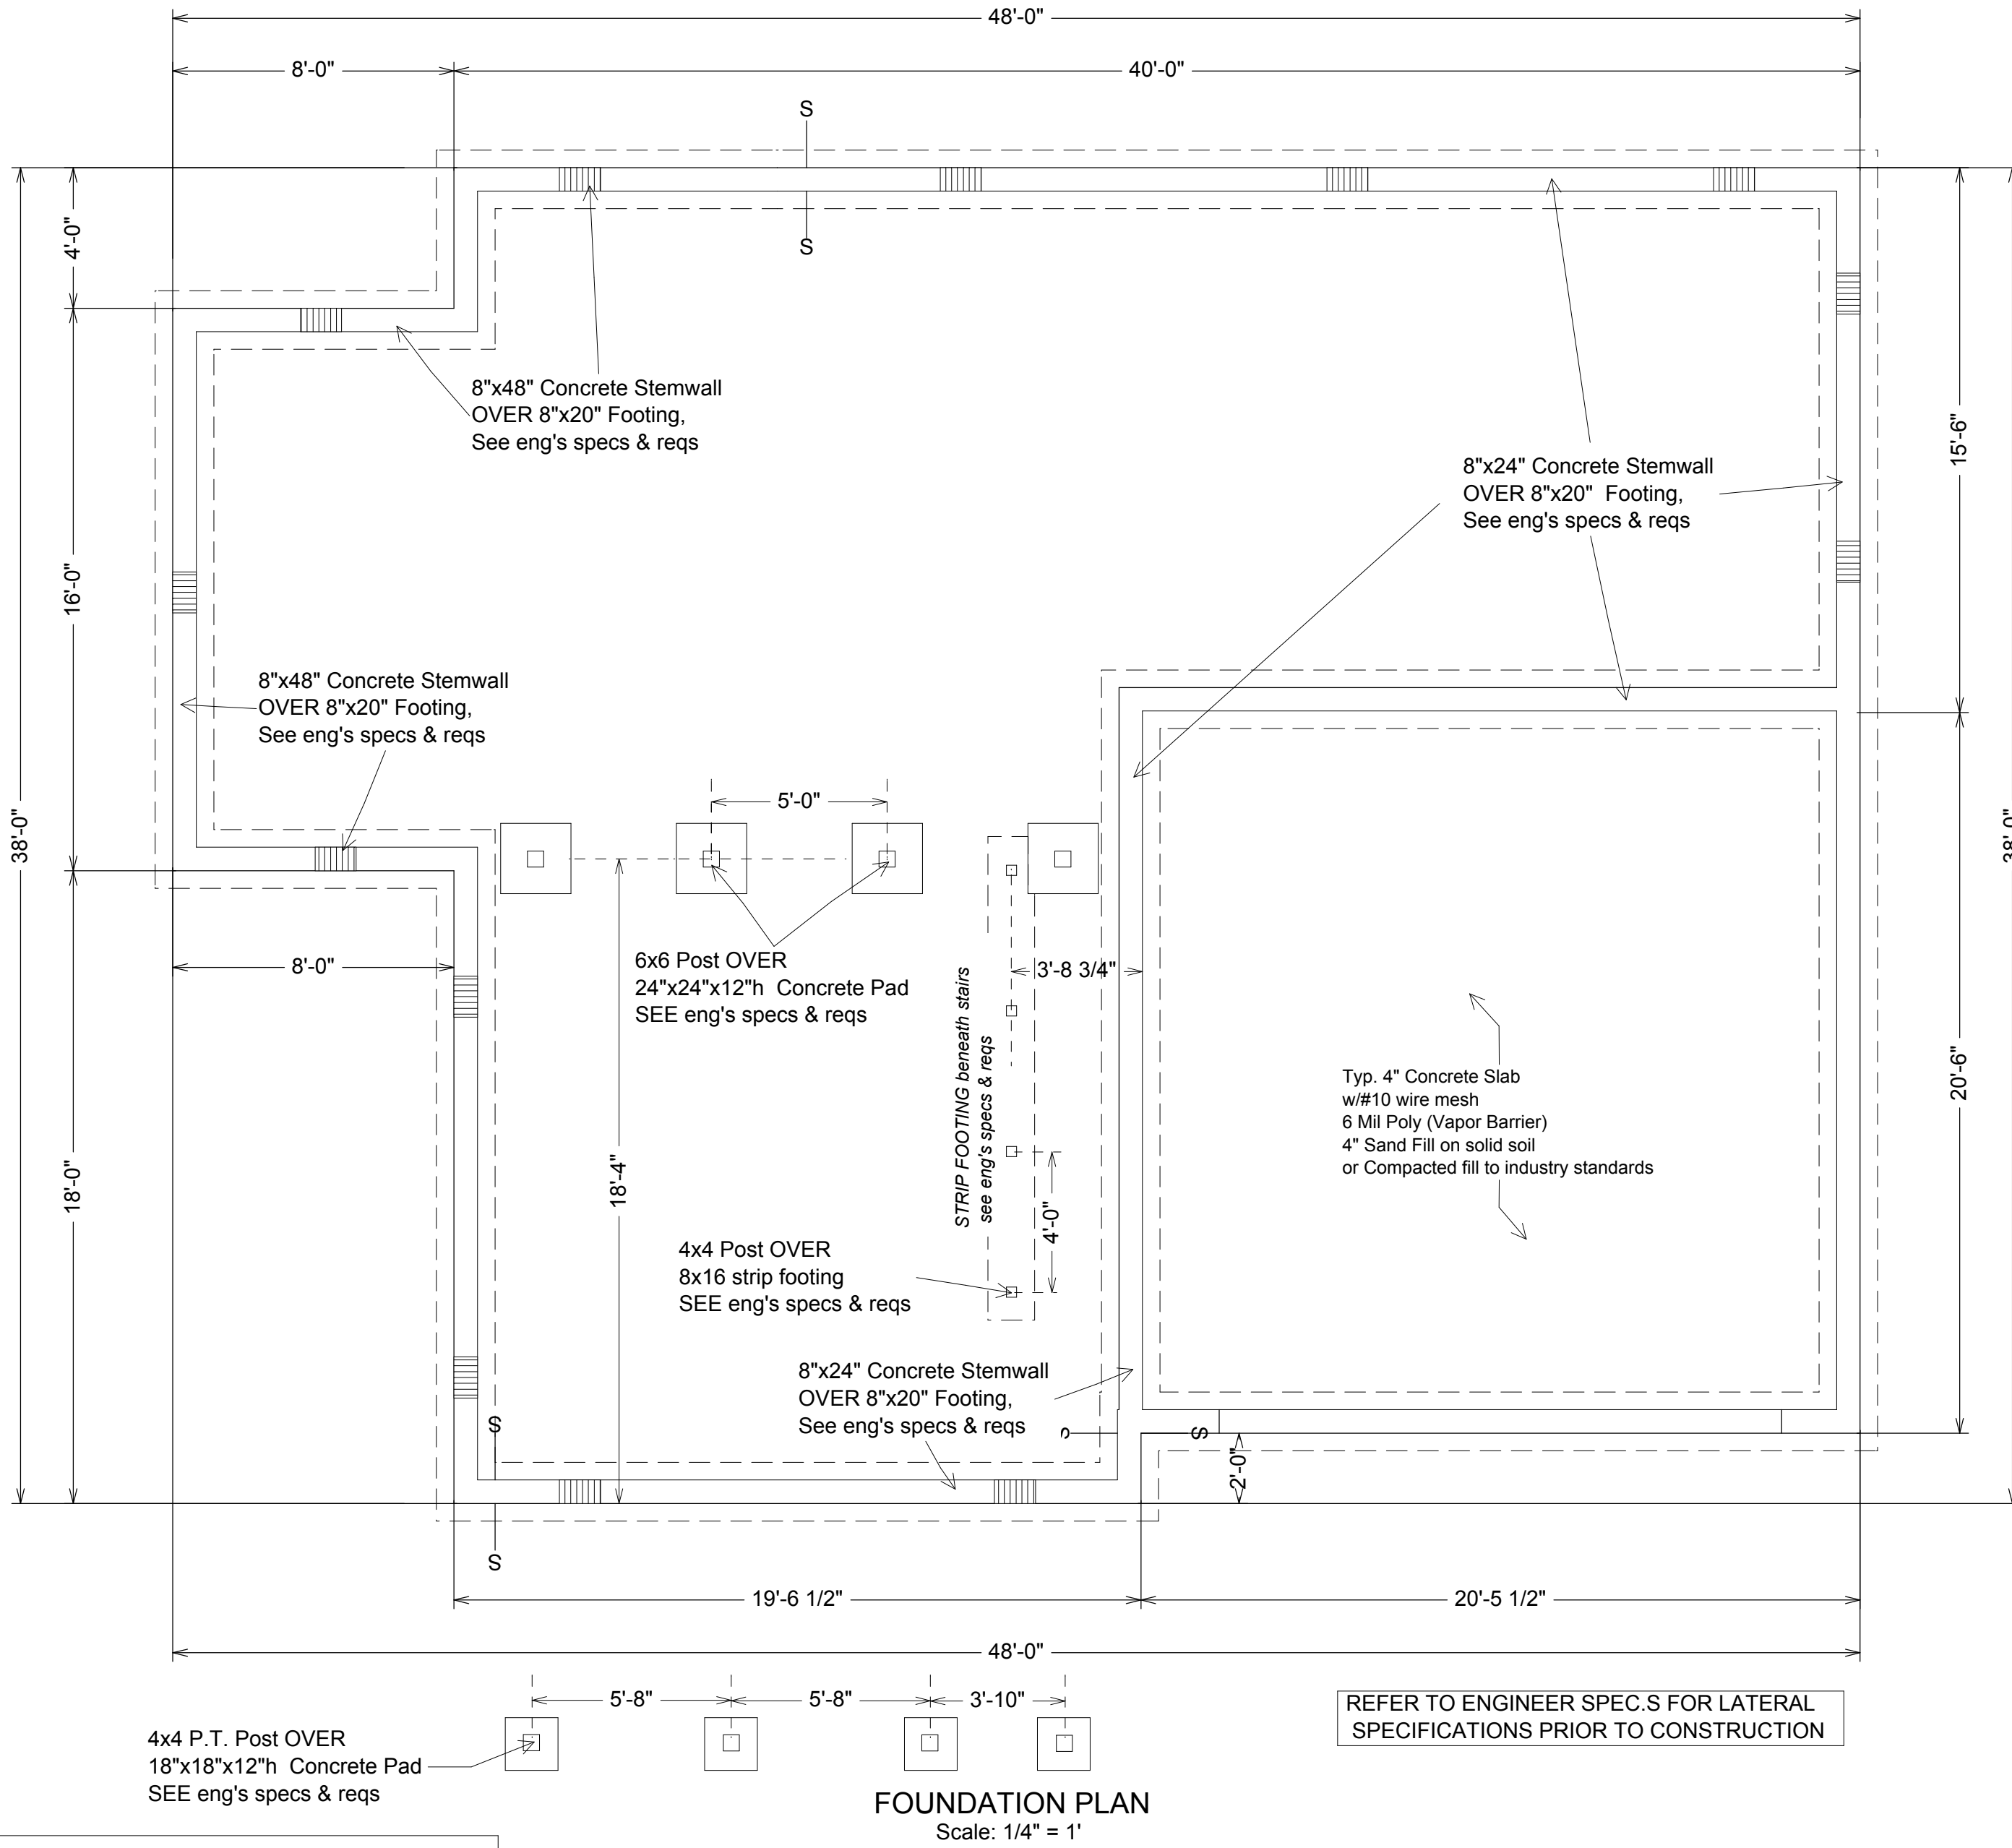 48'-0"
8'-0"
40'-0"
S
S
4'-0"
16'-0"
18'-0"
38'-0"
8"x48" Concrete Stemwall
OVER 8"x20" Footing,
See eng's specs & reqs
8"x24" Concrete Stemwall
OVER 8"x20" Footing,
See eng's specs & reqs
15'-6"
20'-6"
38'-0"
8"x48" Concrete Stemwall
OVER 8"x20" Footing,
See eng's specs & reqs
5'-0"
8'-0"
6x6 Post OVER
24"x24"x12"h Concrete Pad
SEE eng's specs & reqs
3'-8 3/4"
STRIP FOOTING beneath stairs
see eng's specs & reqs
18'-4"
4'-0"
Typ. 4" Concrete Slab
w/#10 wire mesh
6 Mil Poly (Vapor Barrier)
4" Sand Fill on solid soil
or Compacted fill to industry standards
4x4 Post OVER
8x16 strip footing
SEE eng's specs & reqs
8"x24" Concrete Stemwall
OVER 8"x20" Footing,
See eng's specs & reqs
S
S
S
S
2'-0"
19'-6 1/2"
20'-5 1/2"
48'-0"
5'-8"
5'-8"
3'-10"
4x4 P.T. Post OVER
18"x18"x12"h Concrete Pad
SEE eng's specs & reqs
REFER TO ENGINEER SPEC.S FOR LATERAL
SPECIFICATIONS PRIOR TO CONSTRUCTION
FOUNDATION PLAN
Scale: 1/4" = 1'